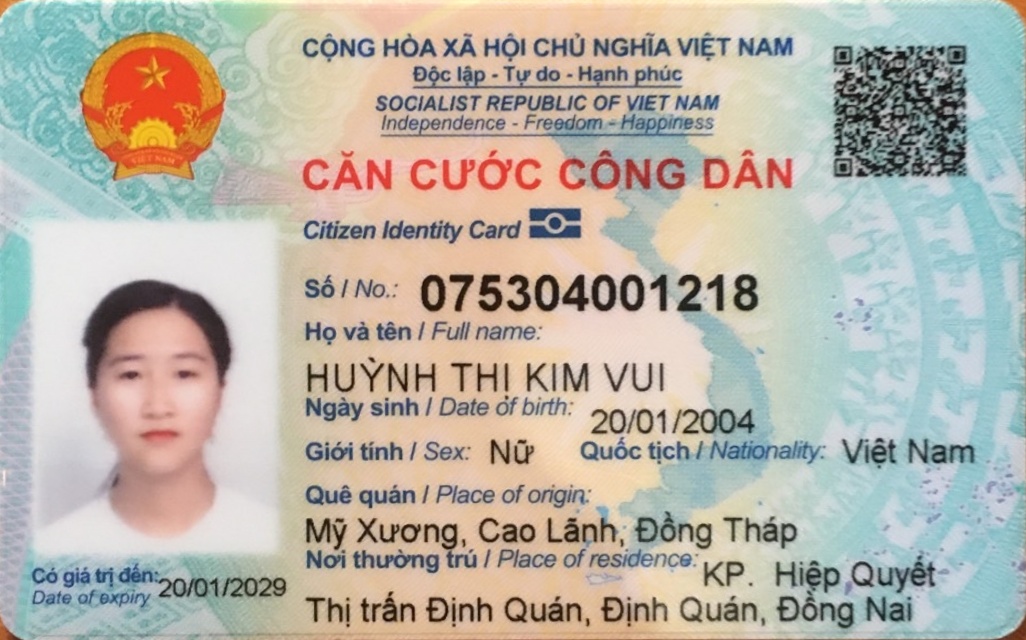 CỘNG HÒA XÃ HỘI CHỦ NGHĨA VIỆT NAM
Độc lập - Tự do - Hạnh phúc
SOCIALIST REPUBLIC OF VIET NAM
Independence - Freedom - Happiness
CĂN CƯỚC CÔNG DÂN
Citizen Identity Card
VIỆT NAM
Số / No.: 075304001218
Họ và tên / Full name:
HUỲNH THỊ KIM VUI
Ngày sinh / Date of birth: 20/01/2004
Giới tính / Sex: Nữ Quốc tịch / Nationality: Việt Nam
Quê quán / Place of origin:
Mỹ Xương, Cao Lãnh, Đồng Tháp
Nơi thường trú / Place of residence: KP. Hiệp Quyết
Thị trấn Định Quán, Định Quán, Đồng Nai
Có giá trị đến: 20/01/2029
Date of expiry